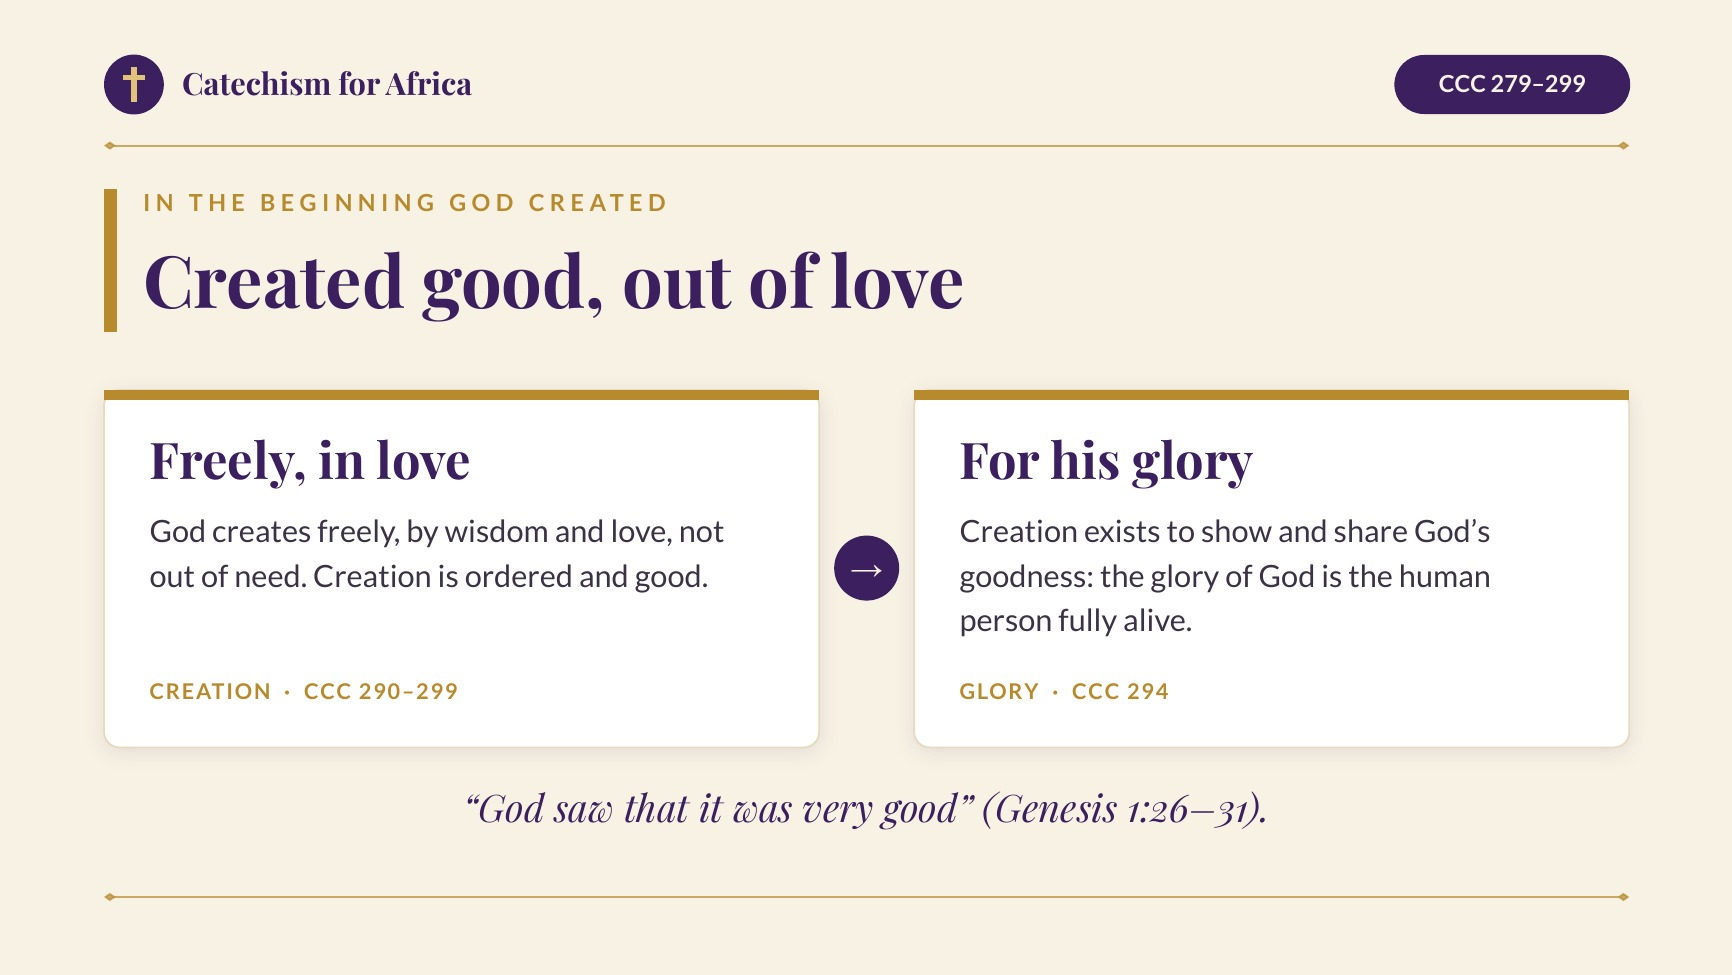 Catechism for Africa
CCC 279–299
IN THE BEGINNING GOD CREATED
Created good, out of love
Freely, in love
God creates freely, by wisdom and love, not
out of need. Creation is ordered and good.
CREATION · CCC 290–299
→
For his glory
Creation exists to show and share God’s
goodness: the glory of God is the human
person fully alive.
GLORY · CCC 294
“God saw that it was very good” (Genesis 1:26–31).